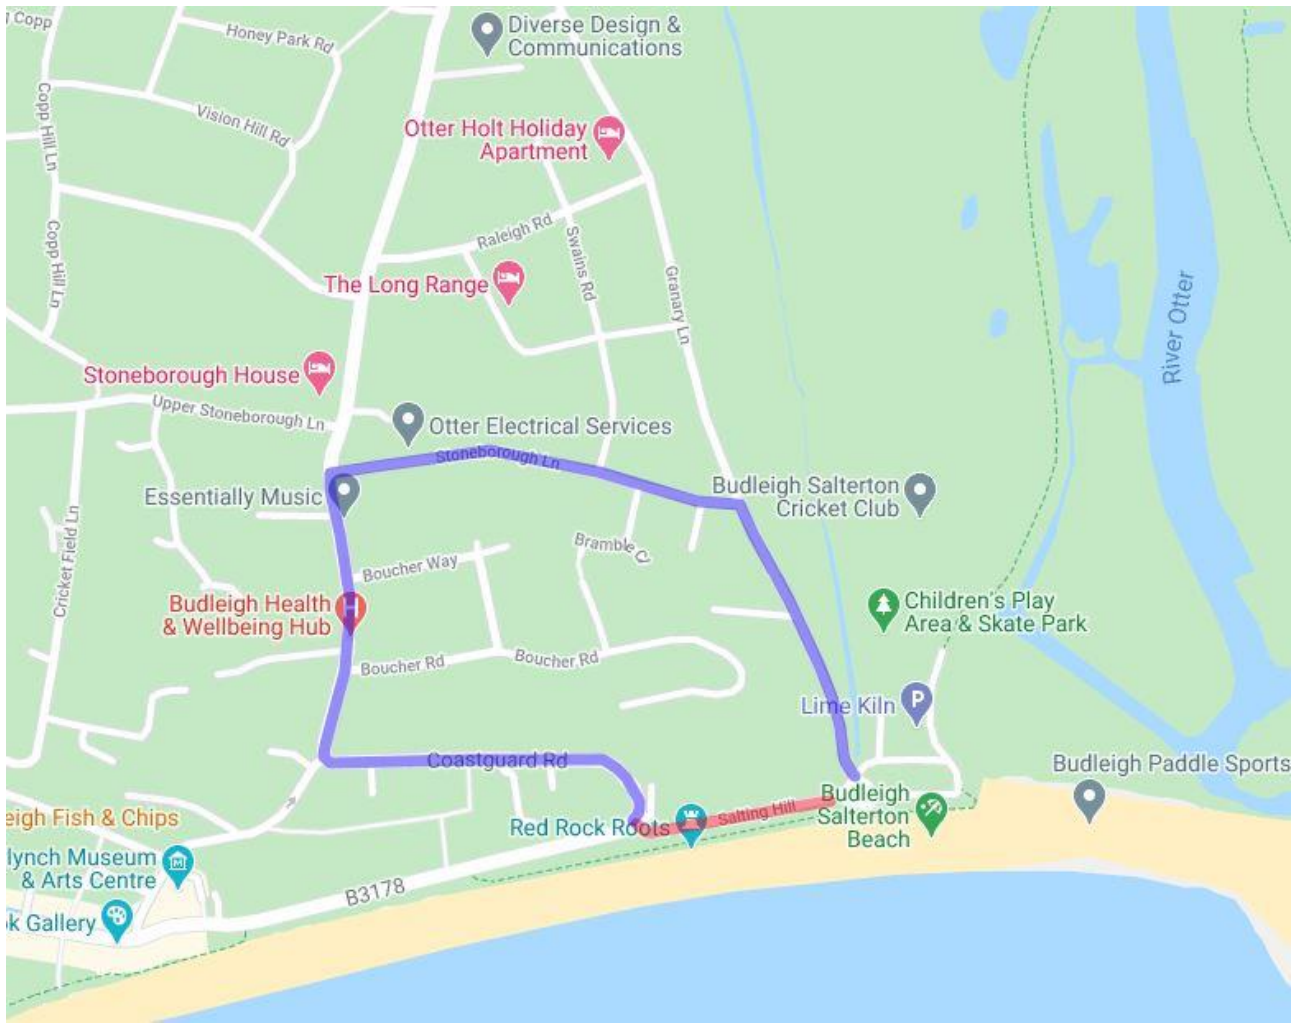 g Copp
Honey Park Rd
Diverse Design &
Communications
Copp Hill Ln
Vision Hill Rd
Otter Holt Holiday
Apartment
Copp Hill Ln
Raleigh Rd
Swains Rd
Granary Ln
The Long Range
River Otter
Stoneborough House
Upper Stoneborough Ln
Otter Electrical Services
Stoneborough Ln
Essentially Music
Budleigh Salterton
Cricket Club
Cricket Field Ln
Bramble Cl
Boucher Way
Budleigh Health
& Wellbeing Hub
H
Children's Play
Area & Skate Park
Boucher Rd
Boucher Rd
Lime Kiln
P
Coastguard Rd
Budleigh Paddle Sports
Budleigh
Salterton
Beach
Salting Hill
Red Rock Roots
eigh Fish & Chips
lynch Museum
& Arts Centre
M
B3178
k Gallery